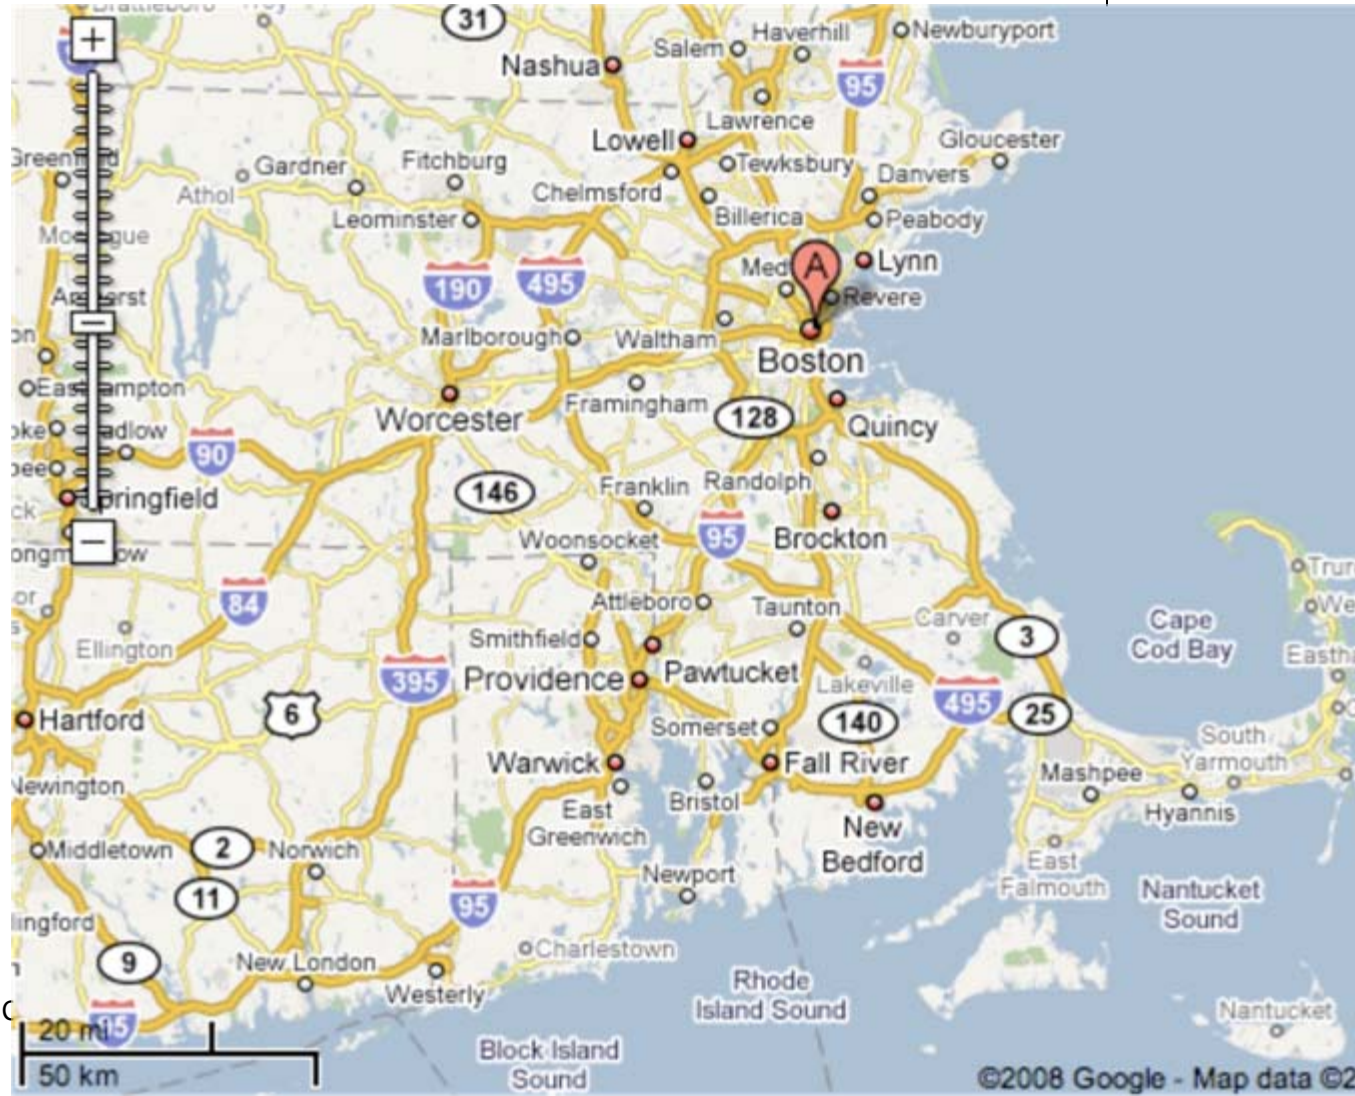 Brattleboro
31
Haverhill
Newburyport
Salem
Nashua
95
Lawrence
Lowell
Gloucester
Gardner
Fitchburg
Tewksbury
Danvers
Athol
Chelmsford
Leominster
Billerica
Peabody
Lynn
A
190
495
Revere
Marlborough
Waltham
Boston
Framingham
Worcester
128
Quincy
90
146
Franklin
Randolph
Woonsocket
95
Brockton
84
Attleboro
Taunton
Carver
3
Cape
Cod Bay
Ellington
Smithfield
395
Providence
Pawtucket
Lakeville
495
Hartford
6
Somerset
140
25
South
Yarmouth
Warwick
Fall River
Mashpee
Newington
East
Greenwich
Bristol
Hyannis
New
Bedford
Middletown
2
Norwich
East
Falmouth
11
Newport
Nantucket
Sound
95
lingford
9
New London
Charlestown
Westerly
Rhode
Island Sound
Nantucket
20 mi
Block Island
Sound
50 km
©2008 Google - Map data ©2